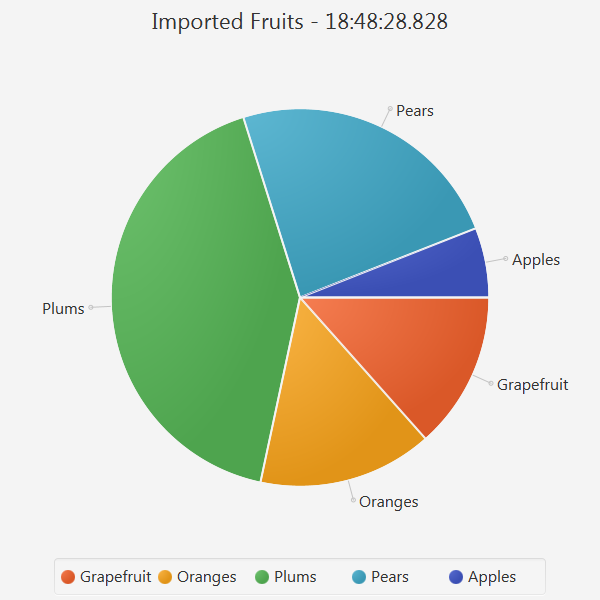 Imported Fruits - 18:48:28.828
Pears
Apples
Plums
Grapefruit
Oranges
Grapefruit Oranges Plums Pears Apples